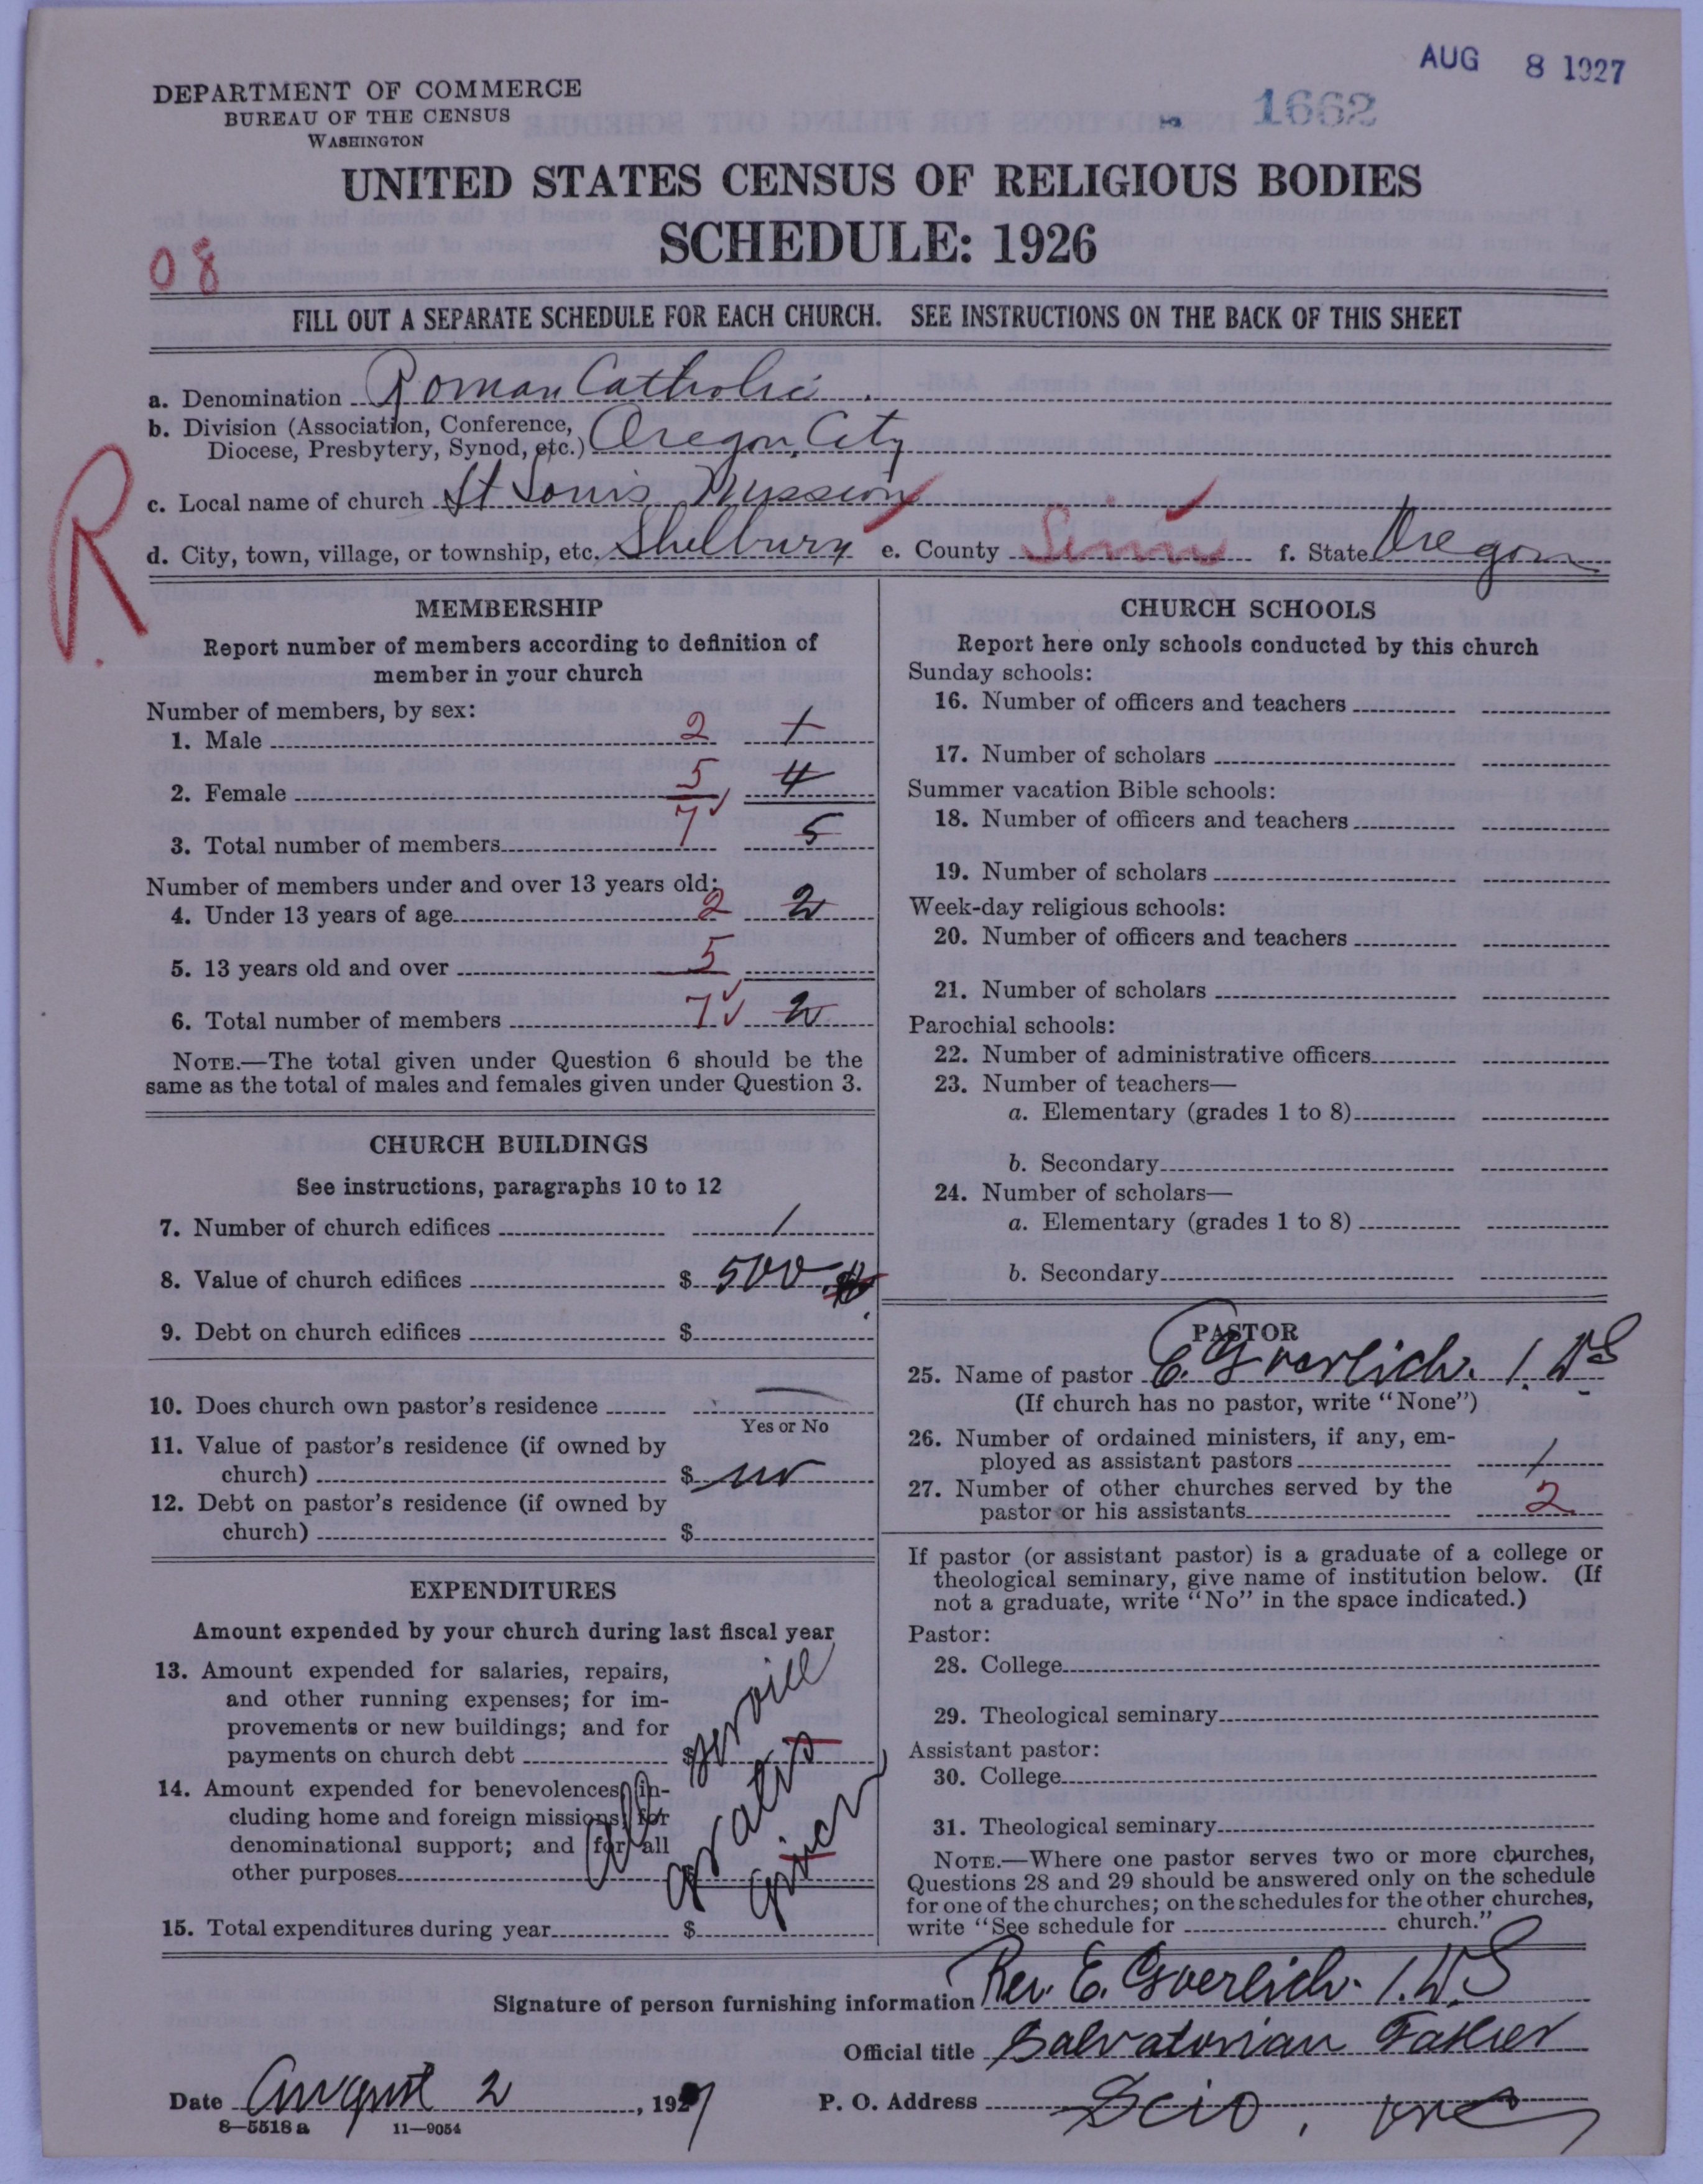 AUG 8 1927
1662
DEPARTMENT OF COMMERCE
BUREAU OF THE CENSUS
WASHINGTON
UNITED STATES CENSUS OF RELIGIOUS BODIES
SCHEDULE: 1926
08
FILL OUT A SEPARATE SCHEDULE FOR EACH CHURCH. SEE INSTRUCTIONS ON THE BACK OF THIS SHEET
R.
a. Denomination Roman Catholic
b. Division (Association, Conference,
Diocese, Presbytery, Synod, etc.) Oregon City
c. Local name of church St Louis Myssion
d. City, town, village, or township, etc. Shelburn e. County f. State Oregon
MEMBERSHIP
Report number of members according to definition of
member in your church
Number of members, by sex:
1. Male 2 1
2. Female 5 4
3. Total number of members 7 5
Number of members under and over 13 years old:
4. Under 13 years of age 2 2
5. 13 years old and over 5
6. Total number of members 7 2
NOTE.—The total given under Question 6 should be the
same as the total of males and females given under Question 3.
CHURCH BUILDINGS
See instructions, paragraphs 10 to 12
7. Number of church edifices 1
8. Value of church edifices $ 500
9. Debt on church edifices $
10. Does church own pastor's residence
Yes or No
11. Value of pastor's residence (if owned by
church) $ no
12. Debt on pastor's residence (if owned by
church) $
EXPENDITURES
Amount expended by your church during last fiscal year
13. Amount expended for salaries, repairs,
and other running expenses; for im-
provements or new buildings; and for
payments on church debt $
14. Amount expended for benevolences, in-
cluding home and foreign missions; for
denominational support; and for all
other purposes
All
gratis
given
15. Total expenditures during year $
CHURCH SCHOOLS
Report here only schools conducted by this church
Sunday schools:
16. Number of officers and teachers
17. Number of scholars
Summer vacation Bible schools:
18. Number of officers and teachers
19. Number of scholars
Week-day religious schools:
20. Number of officers and teachers
21. Number of scholars
Parochial schools:
22. Number of administrative officers
23. Number of teachers—
a. Elementary (grades 1 to 8)
b. Secondary
24. Number of scholars—
a. Elementary (grades 1 to 8)
b. Secondary
PASTOR
25. Name of pastor E. Goerlich.
(If church has no pastor, write "None")
26. Number of ordained ministers, if any, em-
ployed as assistant pastors 1
27. Number of other churches served by the
pastor or his assistants 2
If pastor (or assistant pastor) is a graduate of a college or
theological seminary, give name of institution below. (If
not a graduate, write "No" in the space indicated.)
Pastor:
28. College
29. Theological seminary
Assistant pastor:
30. College
31. Theological seminary
NOTE.—Where one pastor serves two or more churches,
Questions 28 and 29 should be answered only on the schedule
for one of the churches; on the schedules for the other churches,
write "See schedule for church."
Signature of person furnishing information Rev. E. Goerlich.
Official title Salvatorian Father
Date August 2, 1927 P. O. Address Scio, Ore
8—5518 a 11—9054